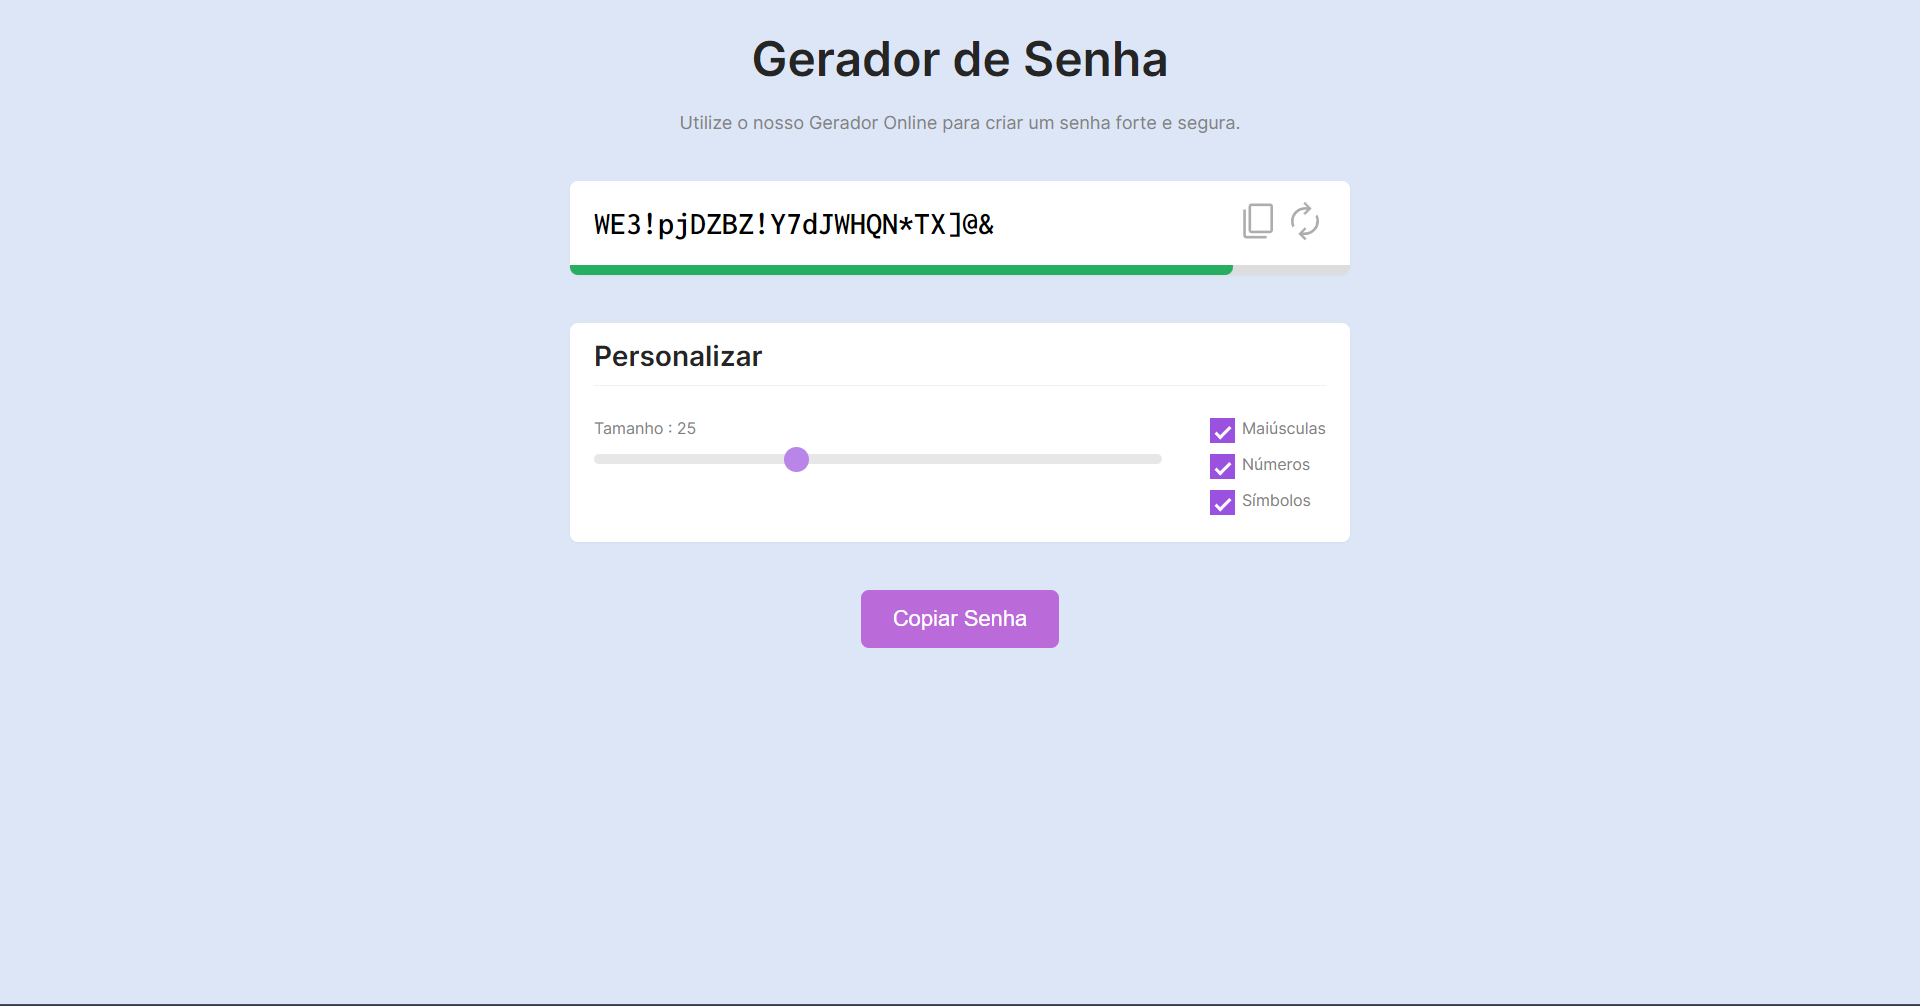 Gerador de Senha
Utilize o nosso Gerador Online para criar um senha forte e segura.
WE3!pjDZBZ!Y7dJWHQN*TX]@&
Personalizar
Tamanho : 25
Maiúsculas
Números
Símbolos
Copiar Senha